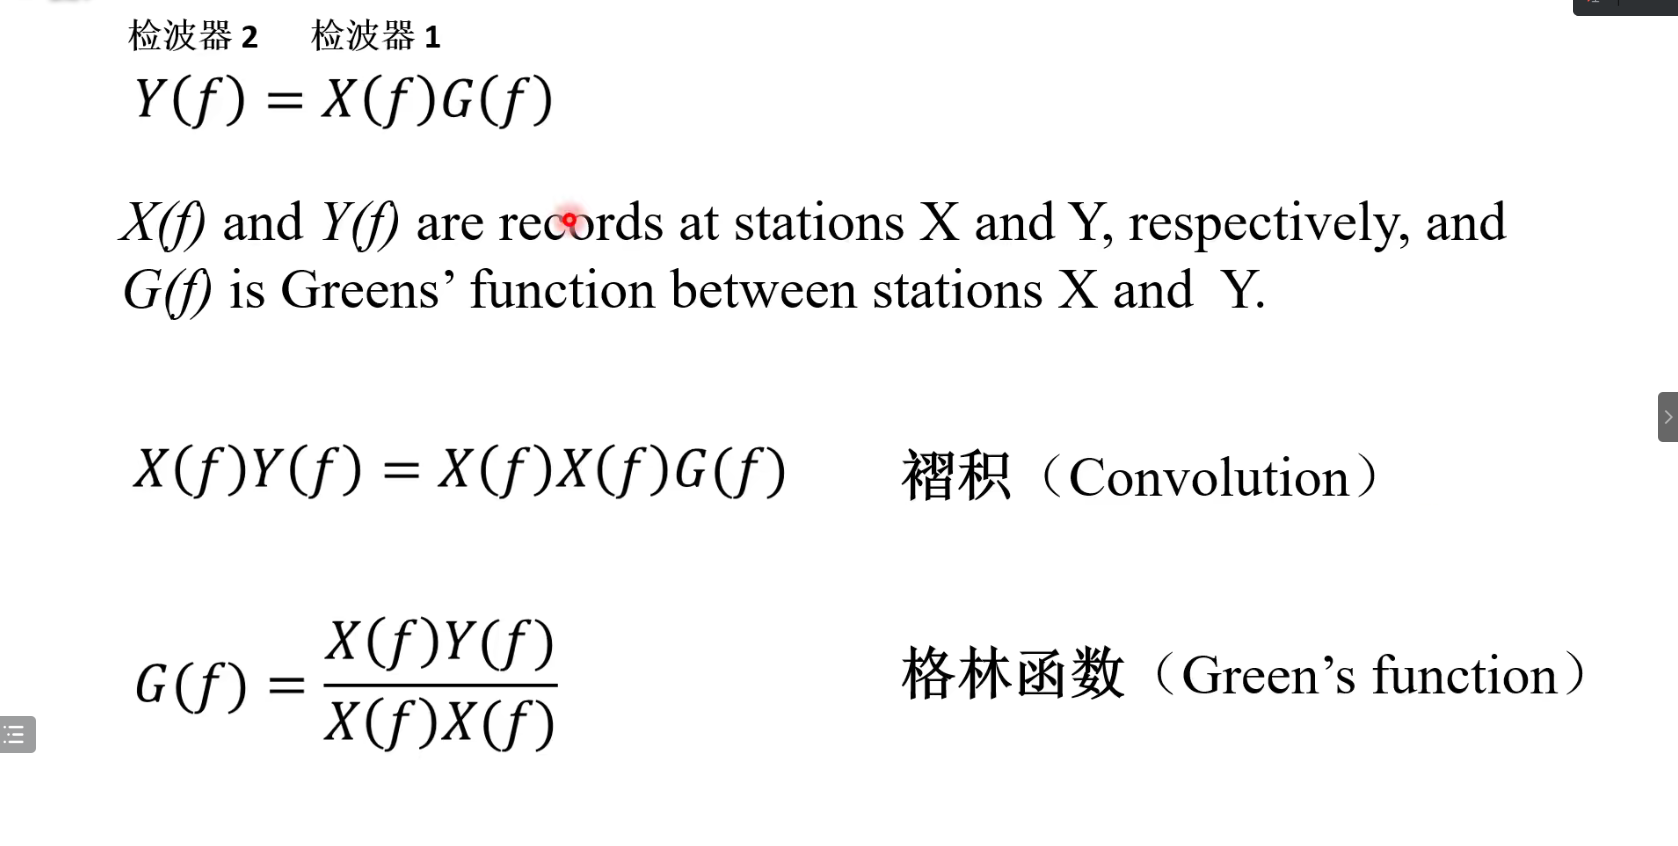 检波器 2 检波器 1
Y(f) = X(f)G(f)
X(f) and Y(f) are records at stations X and Y, respectively, and
G(f) is Greens’ function between stations X and Y.
X(f)Y(f) = X(f)X(f)G(f) 褶积（Convolution）
G(f) = X(f)Y(f) / X(f)X(f) 格林函数（Green’s function）